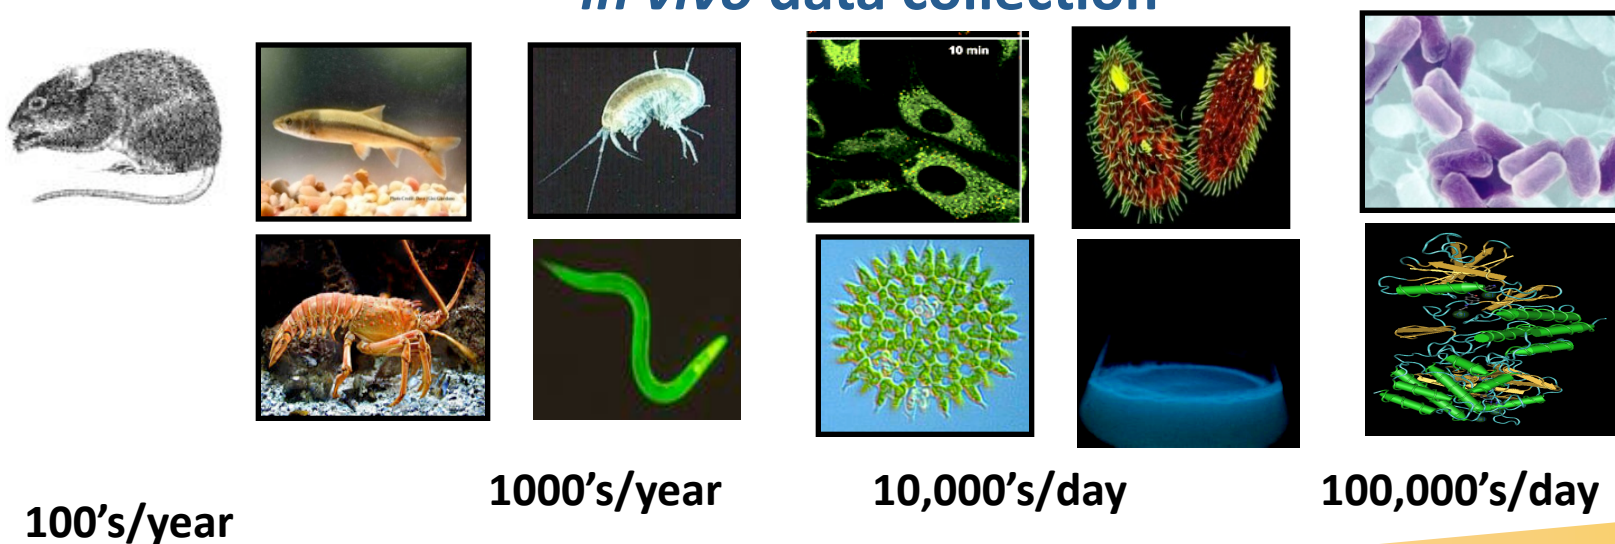 in vivo data collection
10 min
1000's/year
10,000's/day
100,000's/day
100's/year